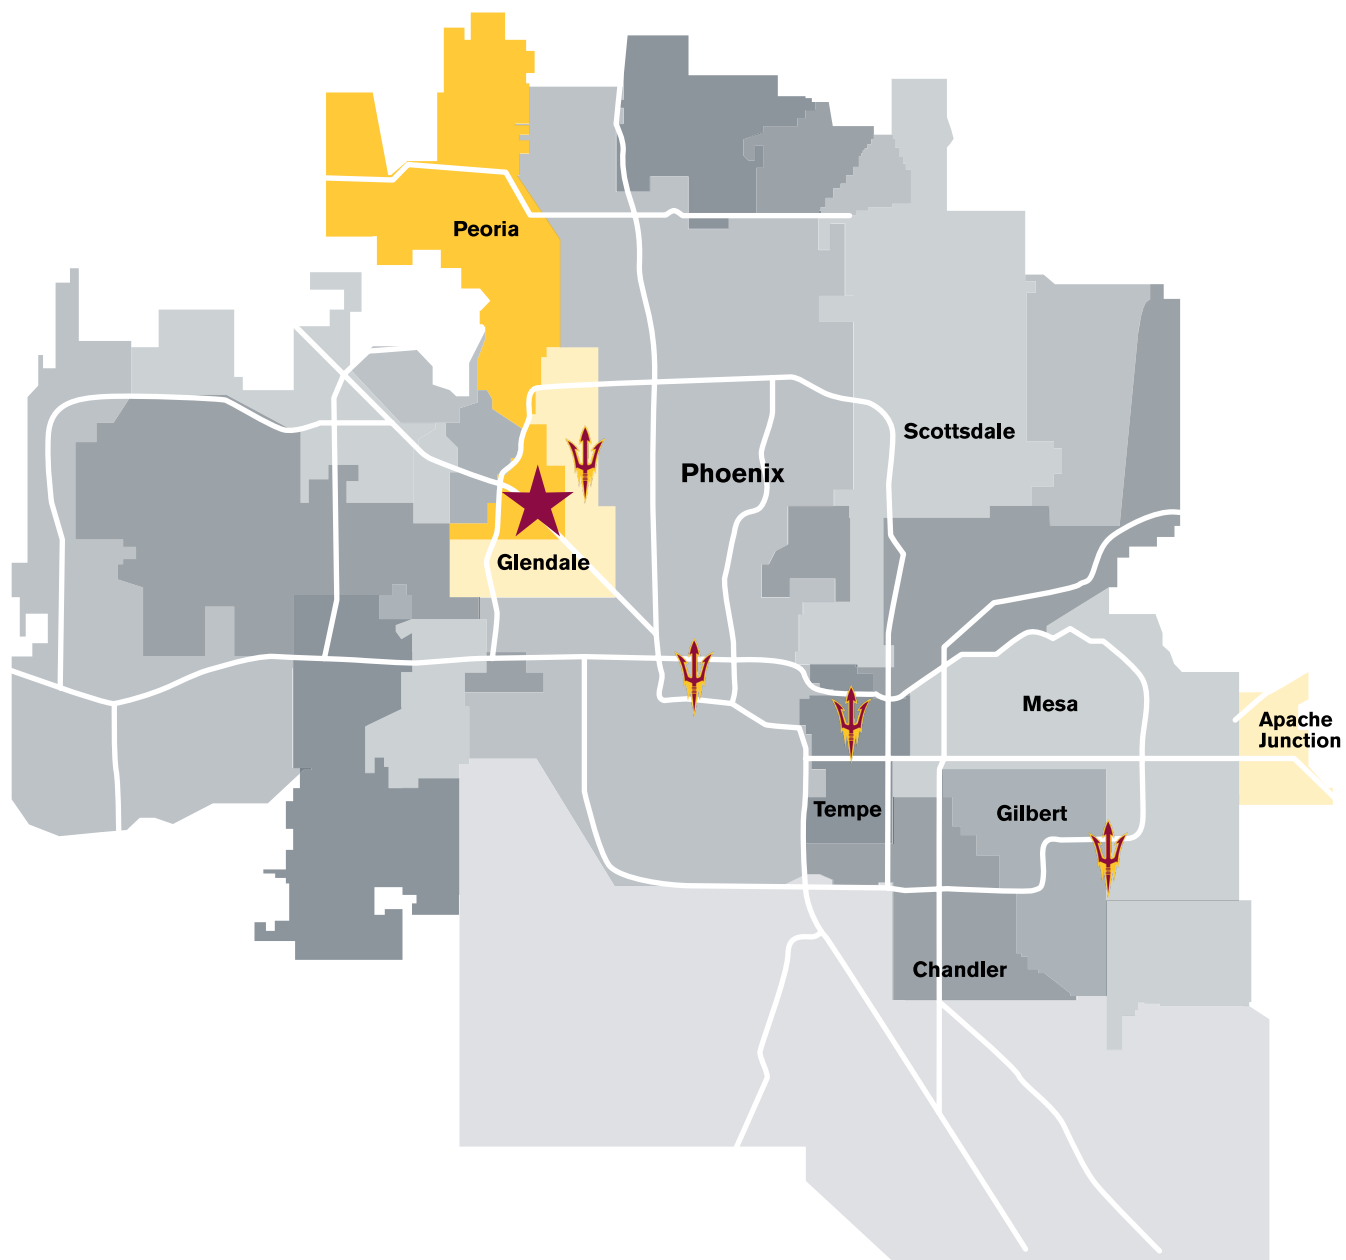 Peoria
Scottsdale
Phoenix
Glendale
Mesa
Apache
Junction
Tempe
Gilbert
Chandler